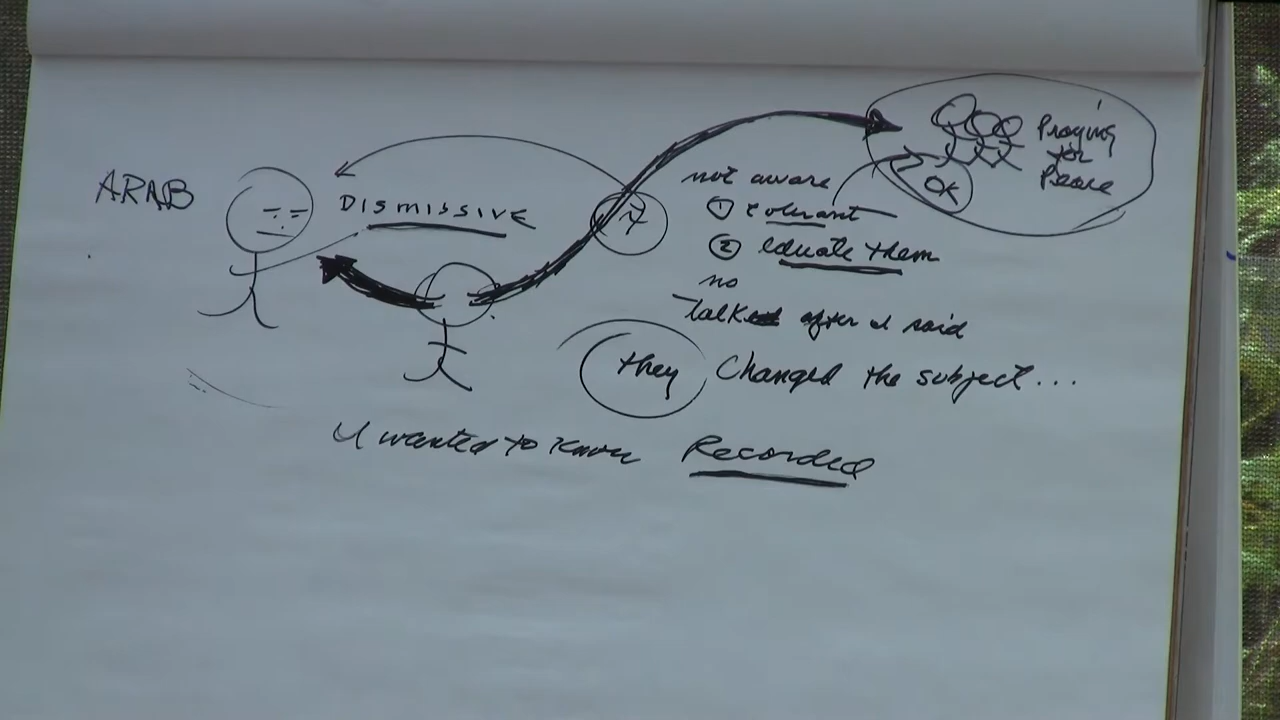 ARAB
DISMISSIVE
not aware
① tolerant
② educate them
no
talked after I said
they changed the subject...
I wanted to know Recorded
Praying
for
Peace
OK